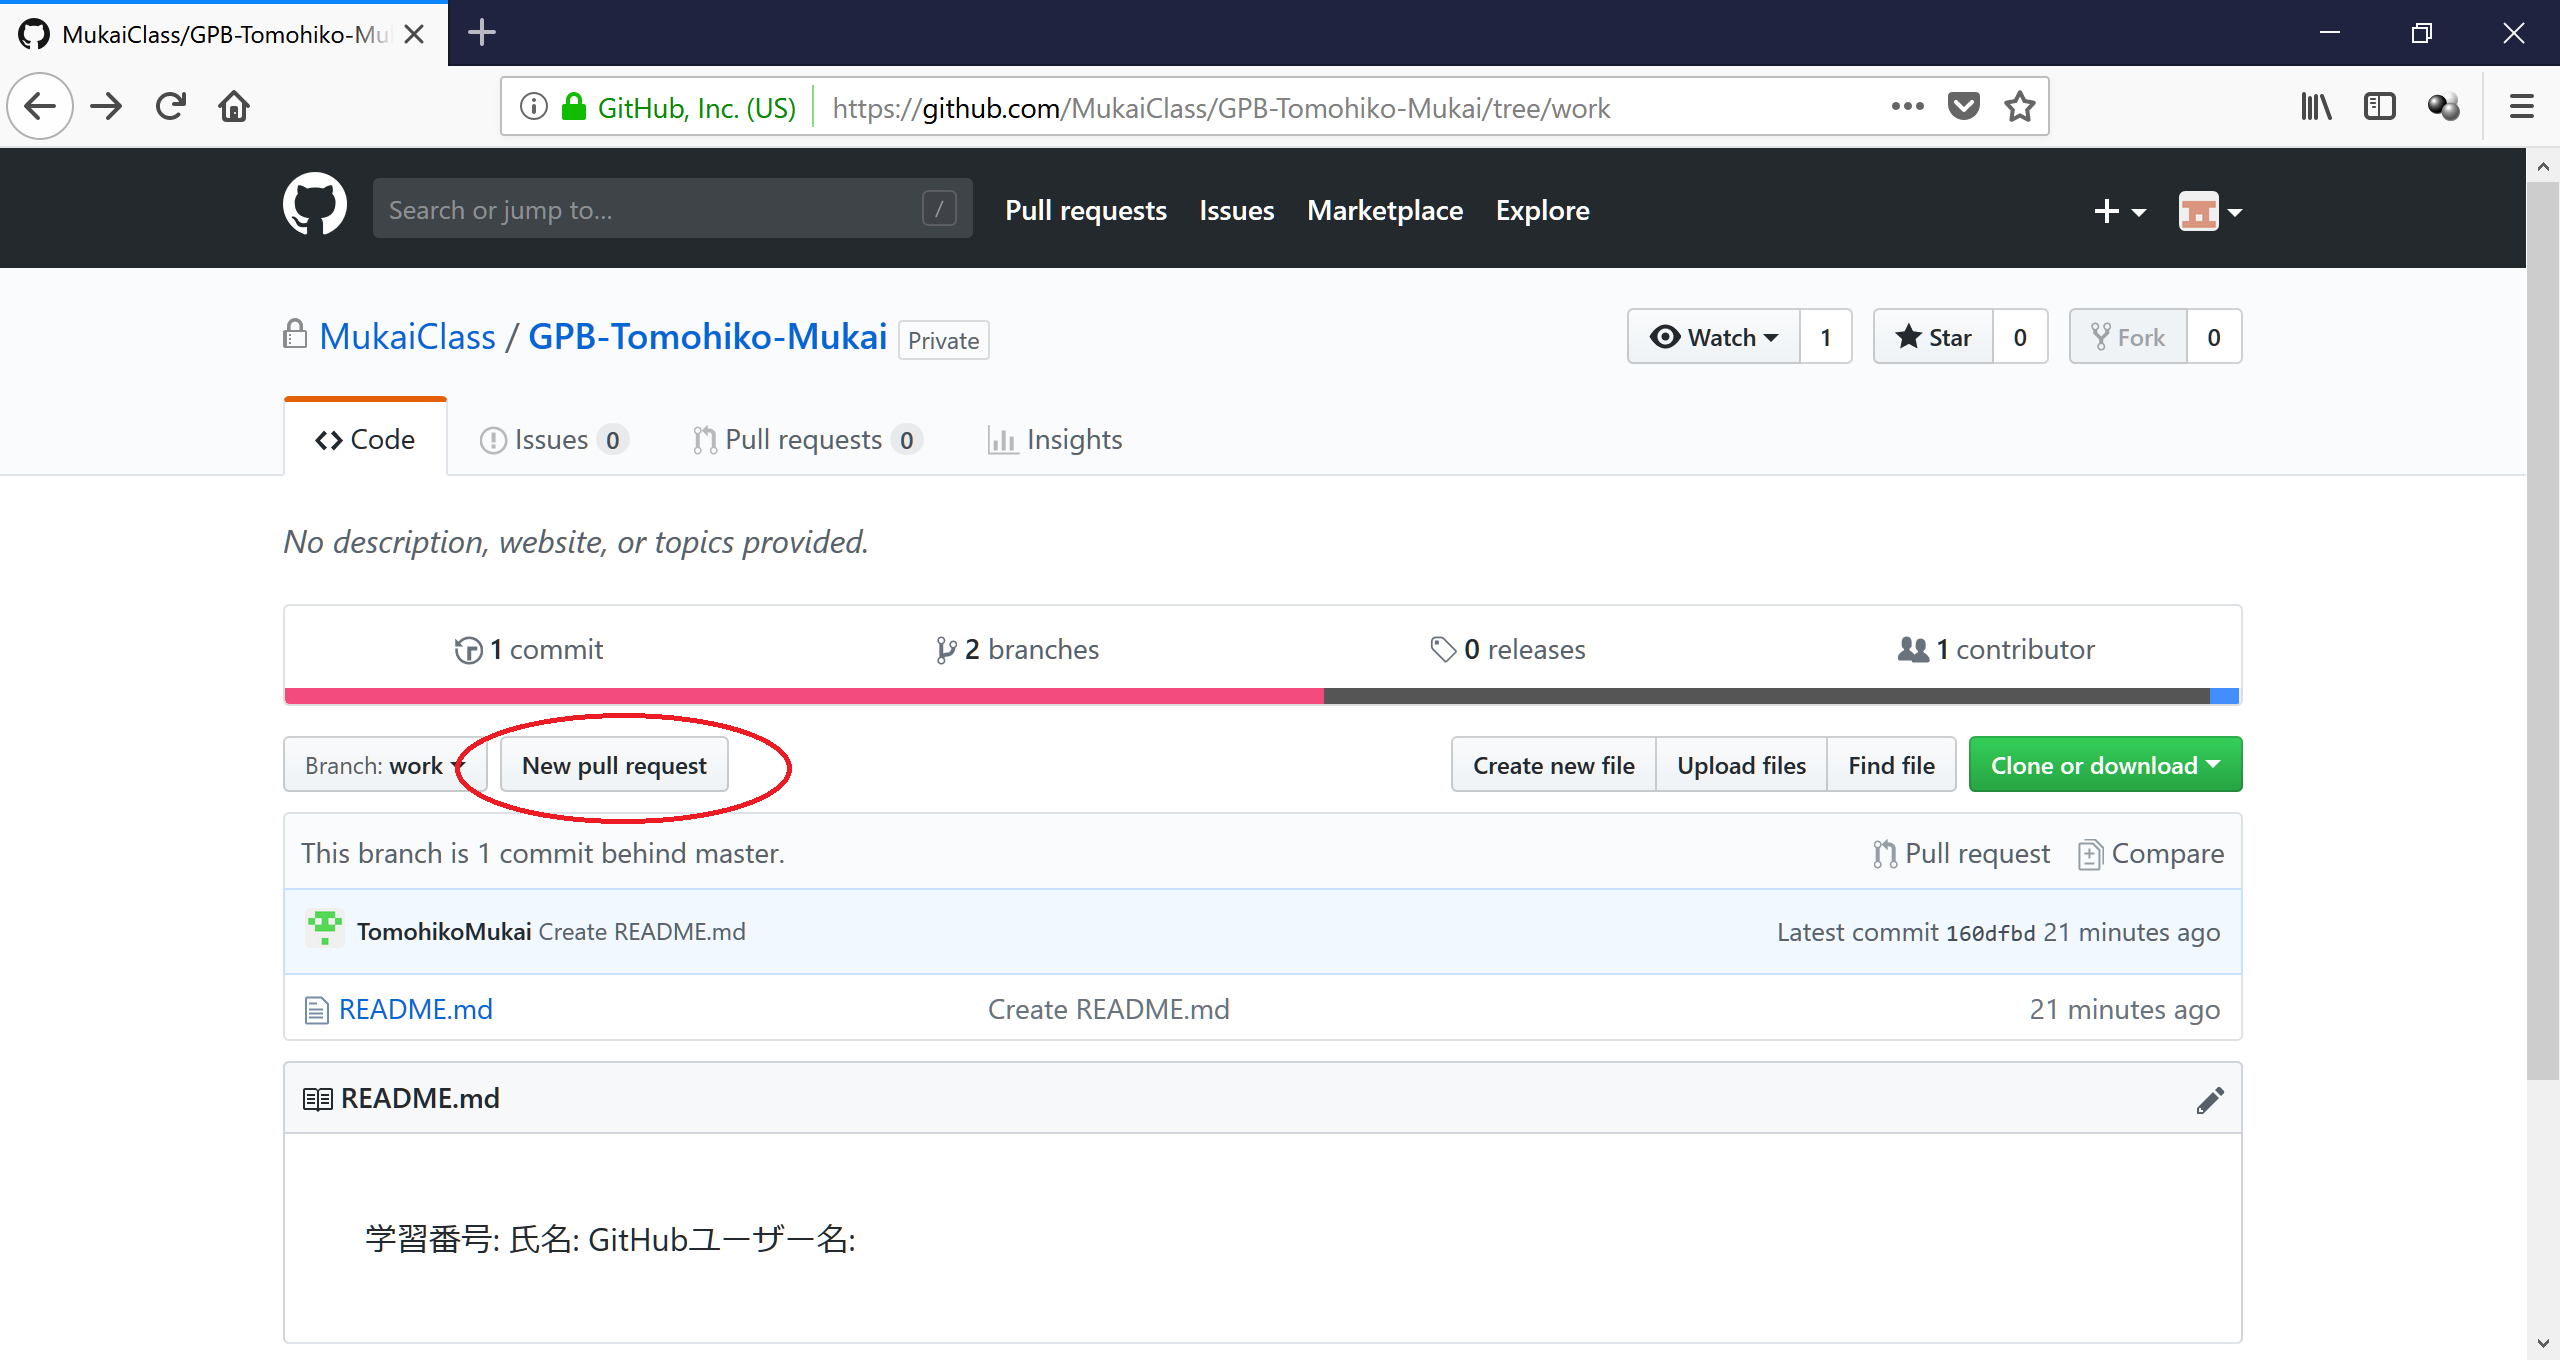 MukaiClass/GPB-Tomohiko-Mu
GitHub, Inc. (US) https://github.com/MukaiClass/GPB-Tomohiko-Mukai/tree/work
Search or jump to... / Pull requests Issues Marketplace Explore
MukaiClass / GPB-Tomohiko-Mukai Private Watch 1 Star 0 Fork 0
Code Issues 0 Pull requests 0 Insights
No description, website, or topics provided.
1 commit 2 branches 0 releases 1 contributor
Branch: work New pull request Create new file Upload files Find file Clone or download
This branch is 1 commit behind master. Pull request Compare
TomohikoMukai Create README.md Latest commit 160dfbd 21 minutes ago
README.md Create README.md 21 minutes ago
README.md
学習番号: 氏名: GitHubユーザー名: